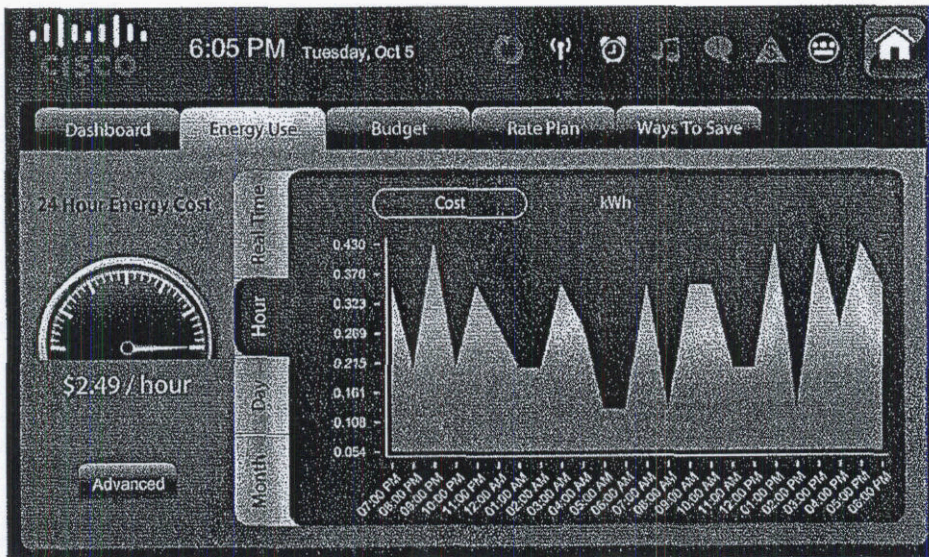 CISCO
6:05 PM Tuesday, Oct 5
Dashboard
Energy Use
Budget
Rate Plan
Ways To Save
24 Hour Energy Cost
$2.49 / hour
Advanced
Real Time
Hour
Day
Month
Cost
kWh
0.430
0.376
0.323
0.269
0.215
0.161
0.108
0.054
07:00 PM
08:00 PM
09:00 PM
10:00 PM
11:00 PM
12:00 AM
01:00 AM
02:00 AM
03:00 AM
04:00 AM
05:00 AM
06:00 AM
07:00 AM
08:00 AM
09:00 AM
10:00 AM
11:00 AM
12:00 PM
01:00 PM
02:00 PM
03:00 PM
04:00 PM
05:00 PM
06:00 PM